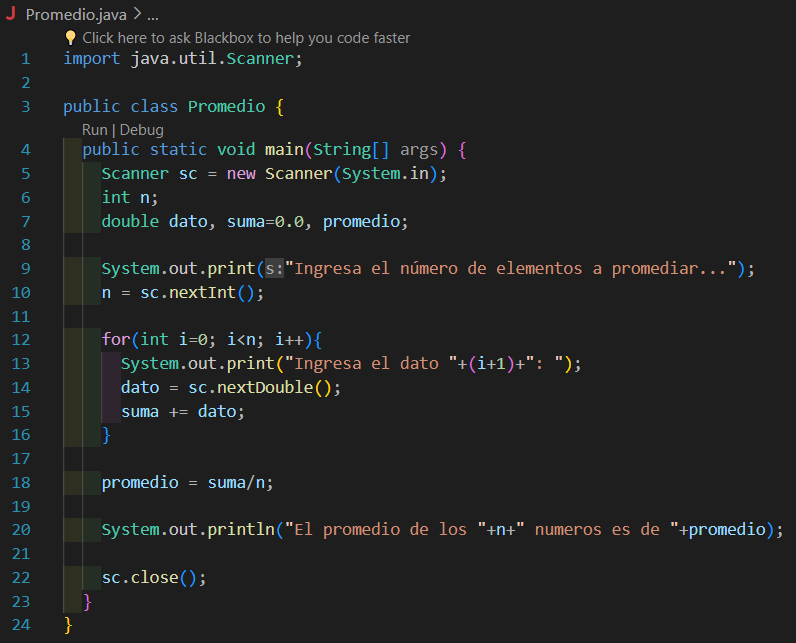 J Promedio.java > ...
Click here to ask Blackbox to help you code faster
1 import java.util.Scanner;
2
3 public class Promedio {
Run | Debug
4 public static void main(String[] args) {
5 Scanner sc = new Scanner(System.in);
6 int n;
7 double dato, suma=0.0, promedio;
8
9 System.out.print(s:"Ingresa el número de elementos a promediar...");
10 n = sc.nextInt();
11
12 for(int i=0; i<n; i++){
13 System.out.print("Ingresa el dato "+(i+1)+": ");
14 dato = sc.nextDouble();
15 suma += dato;
16 }
17
18 promedio = suma/n;
19
20 System.out.println("El promedio de los "+n+" numeros es de "+promedio);
21
22 sc.close();
23 }
24 }